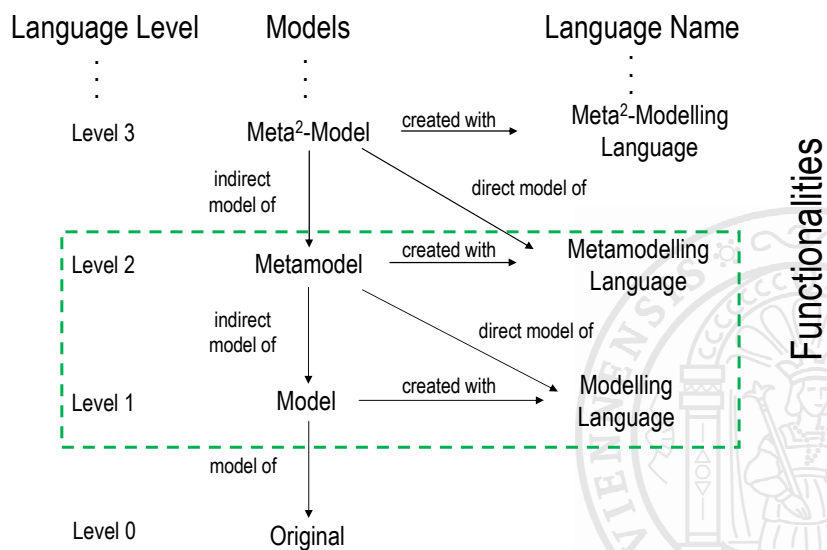 Language Level Models Language Name
. . .
. . .
. . .
Level 3 Meta²-Model created with Meta²-Modelling
Language
indirect
model of
direct model of
Level 2 Metamodel created with Metamodelling
Language
indirect
model of
direct model of
Level 1 Model created with Modelling
Language
model of
Level 0 Original
Functionalities
VIENNENSIS